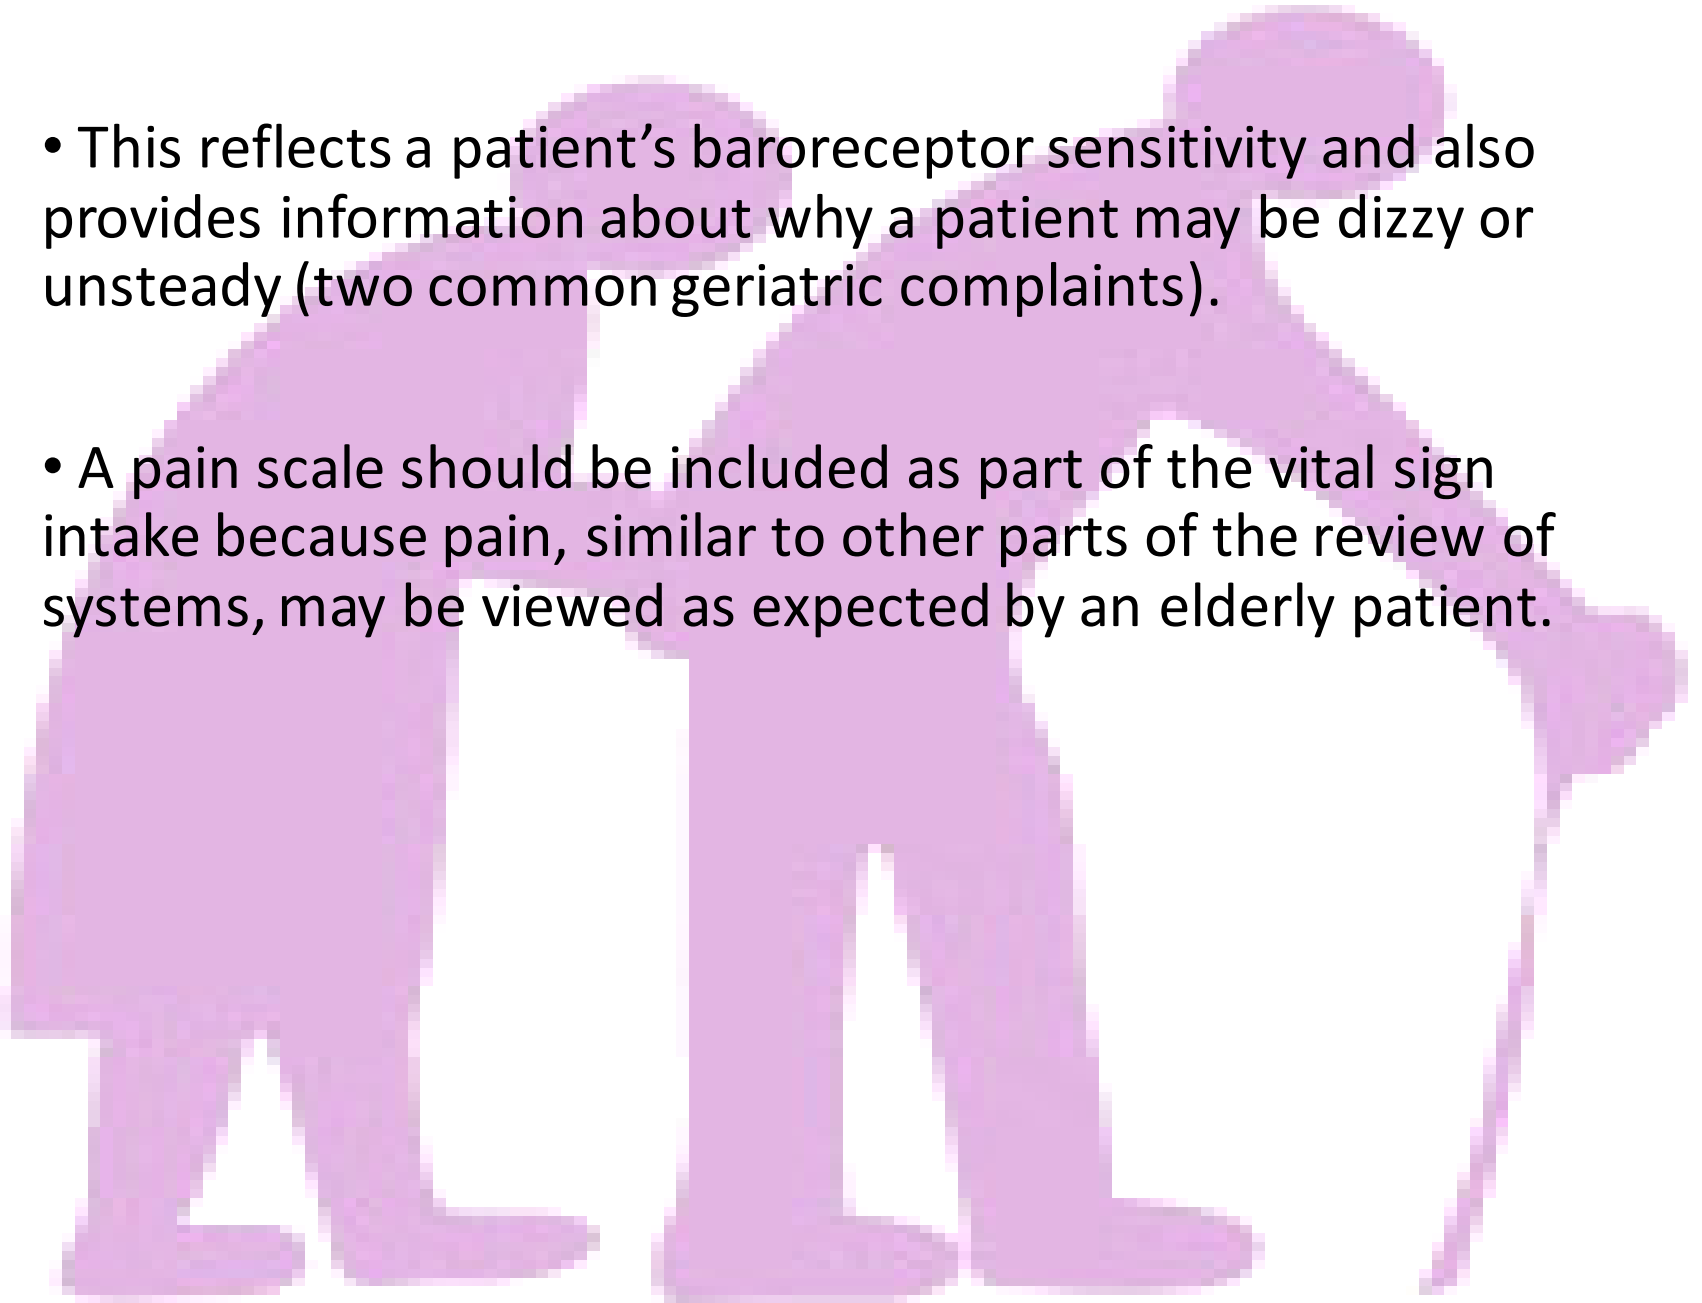 • This reflects a patient’s baroreceptor sensitivity and also
provides information about why a patient may be dizzy or
unsteady (two common geriatric complaints).
• A pain scale should be included as part of the vital sign
intake because pain, similar to other parts of the review of
systems, may be viewed as expected by an elderly patient.